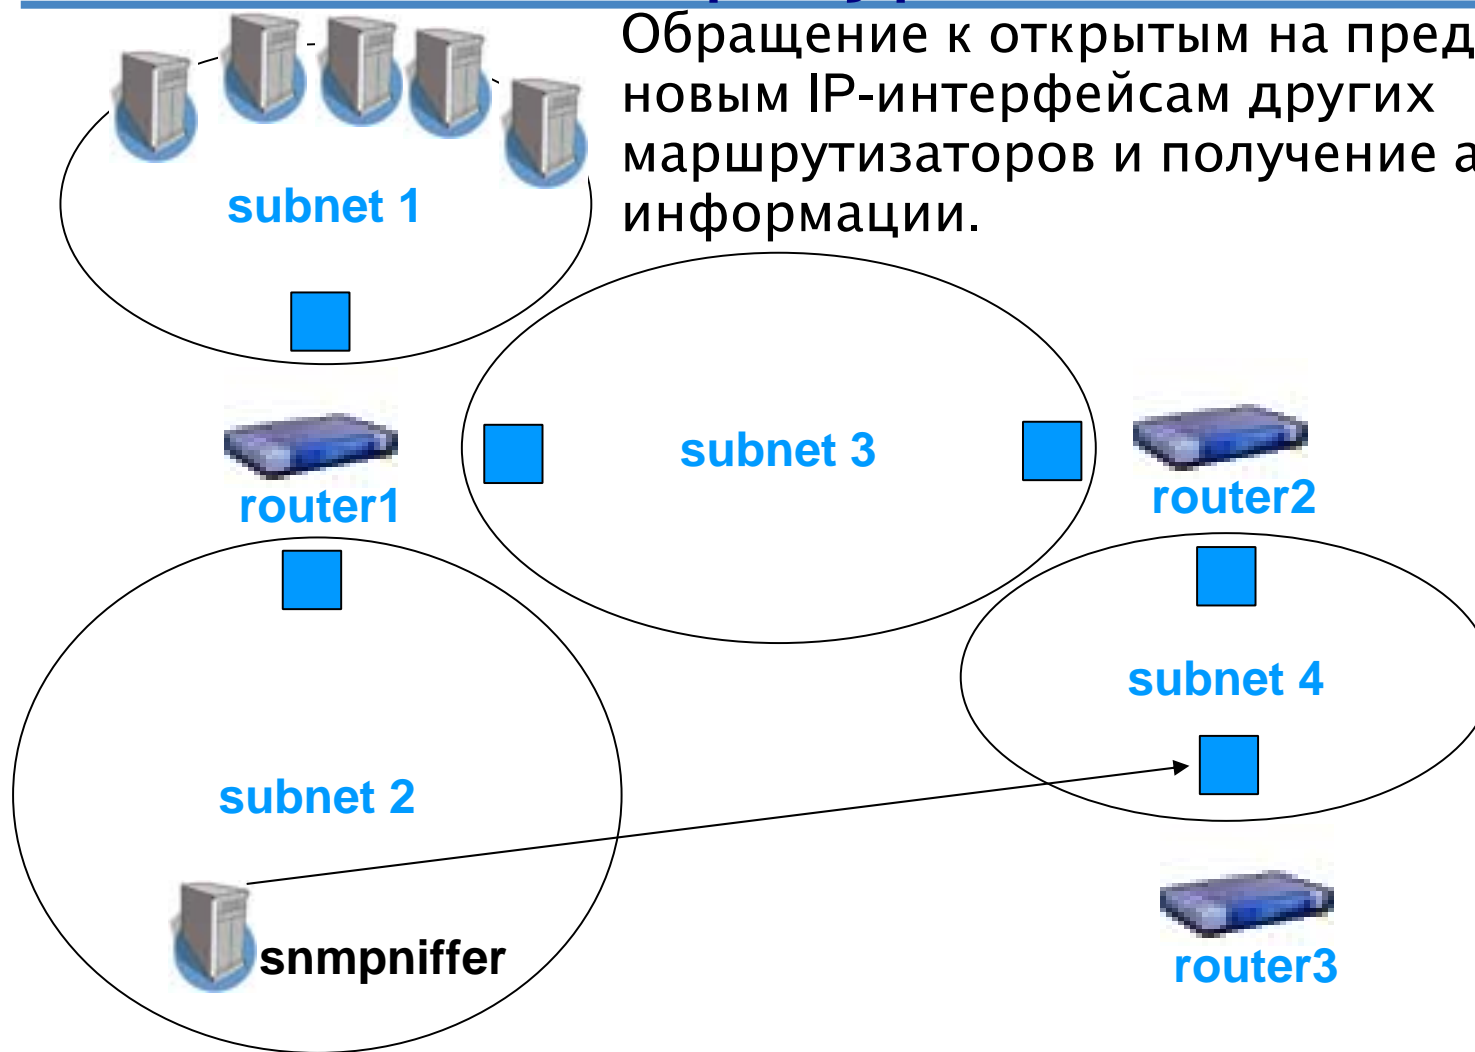 Обращение к открытым на пред
новым IP-интерфейсам других
маршрутизаторов и получение а
информации.
subnet 1
subnet 3
router1
router2
subnet 4
subnet 2
snmpniffer
router3